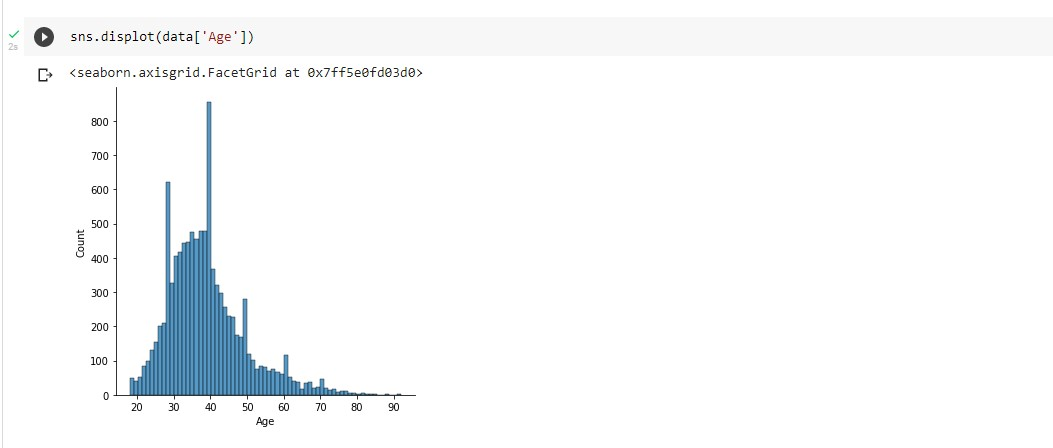 sns.displot(data['Age'])
2s
<seaborn.axisgrid.FacetGrid at 0x7ff5e0fd03d0>
800
700
600
500
400
300
200
100
0
Count
20 30 40 50 60 70 80 90
Age